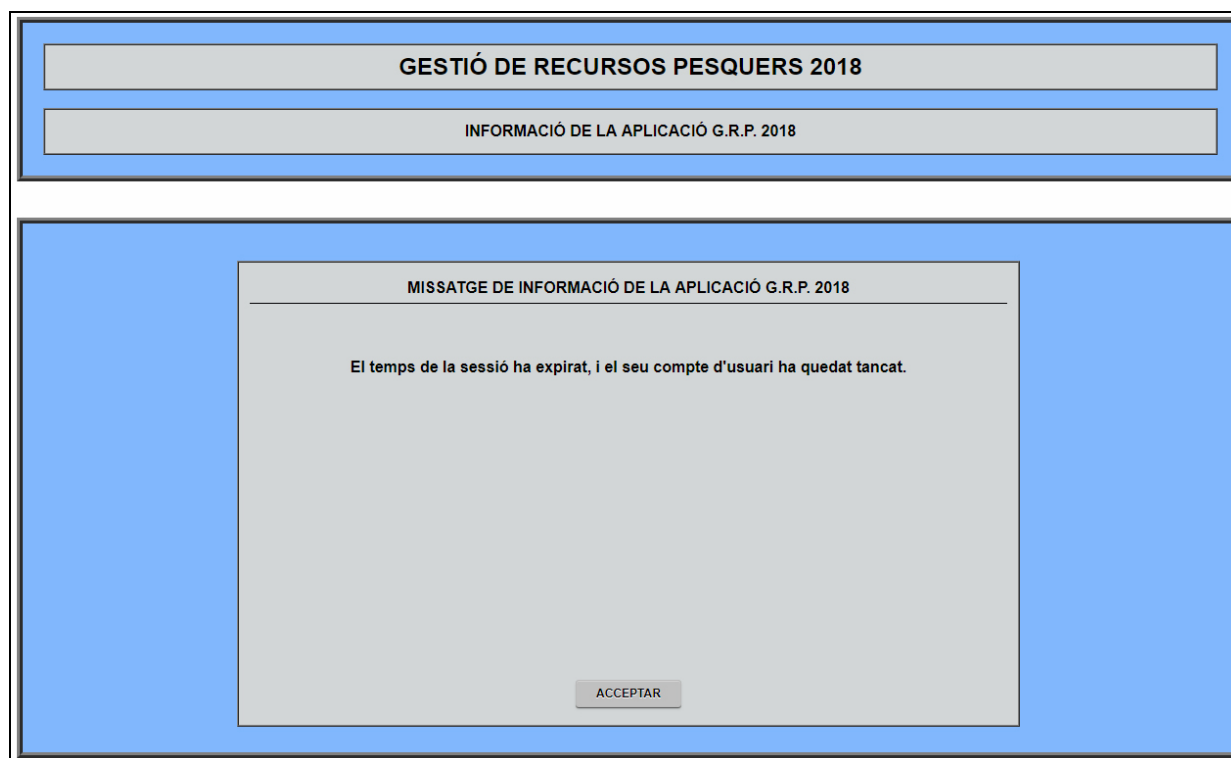 GESTIÓ DE RECURSOS PESQUERS 2018
INFORMACIÓ DE LA APLICACIÓ G.R.P. 2018
MISSATGE DE INFORMACIÓ DE LA APLICACIÓ G.R.P. 2018
El temps de la sessió ha expirat, i el seu compte d'usuari ha quedat tancat.
ACCEPTAR